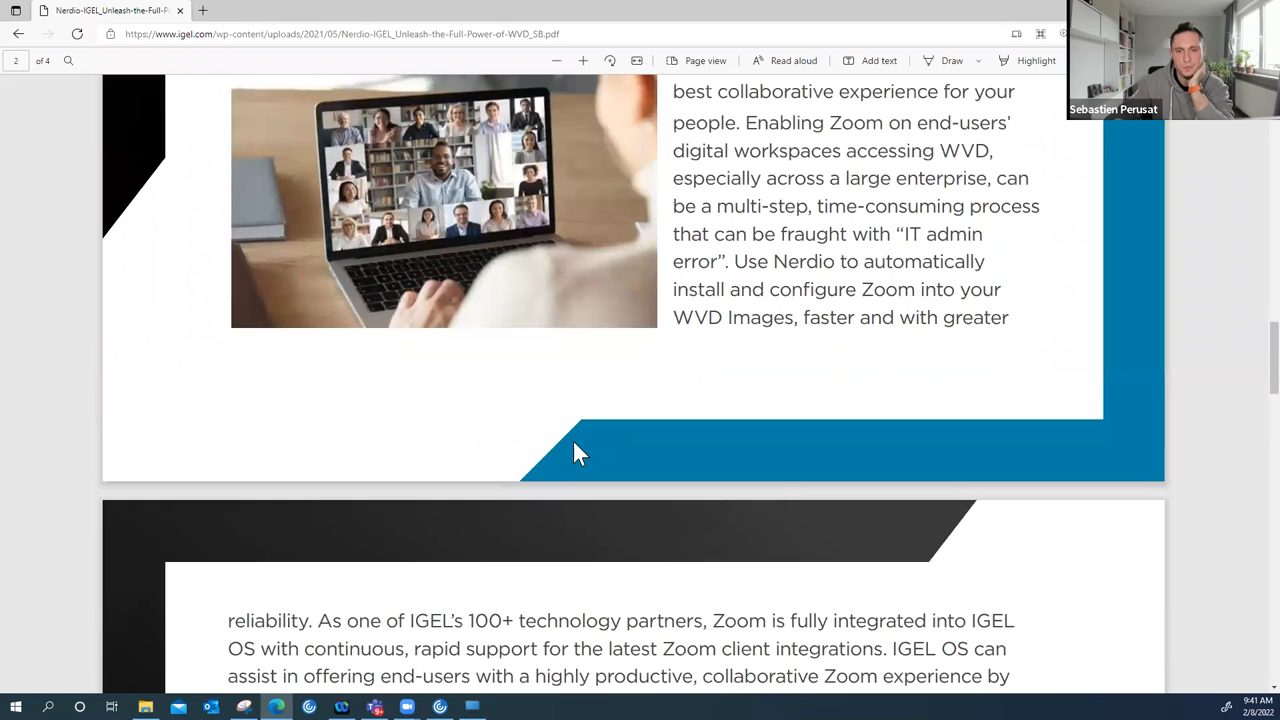 Nerdio-IGEL_Unleash-the-Full-P
https://www.igel.com/wp-content/uploads/2021/05/Nerdio-IGEL_Unleash-the-Full-Power-of-WVD_SB.pdf
2 of 4
Page view
Read aloud
Add text
Draw
Highlight
Sebastien Perusat
best collaborative experience for your
people. Enabling Zoom on end-users’
digital workspaces accessing WVD,
especially across a large enterprise, can
be a multi-step, time-consuming process
that can be fraught with “IT admin
error”. Use Nerdio to automatically
install and configure Zoom into your
WVD Images, faster and with greater
reliability. As one of IGEL’s 100+ technology partners, Zoom is fully integrated into IGEL
OS with continuous, rapid support for the latest Zoom client integrations. IGEL OS can
assist in offering end-users with a highly productive, collaborative Zoom experience by
9:41 AM
2/8/2022